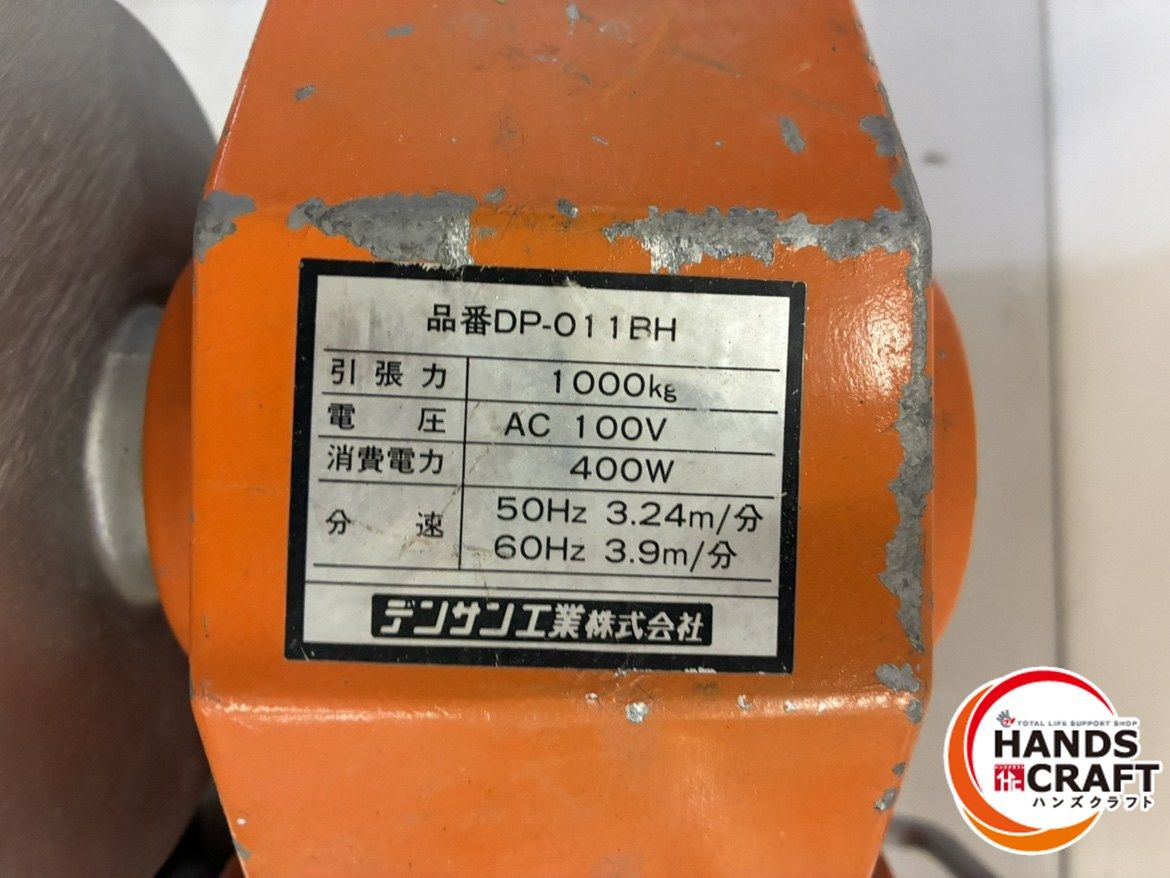 品番DP-011BH
引張力 1000kg
電圧 AC 100V
消費電力 400W
分速 50Hz 3.24m/分
60Hz 3.9m/分
デンサン工業株式会社
TOTAL LIFE SUPPORT SHOP
HANDS
CRAFT
ハンズクラフト